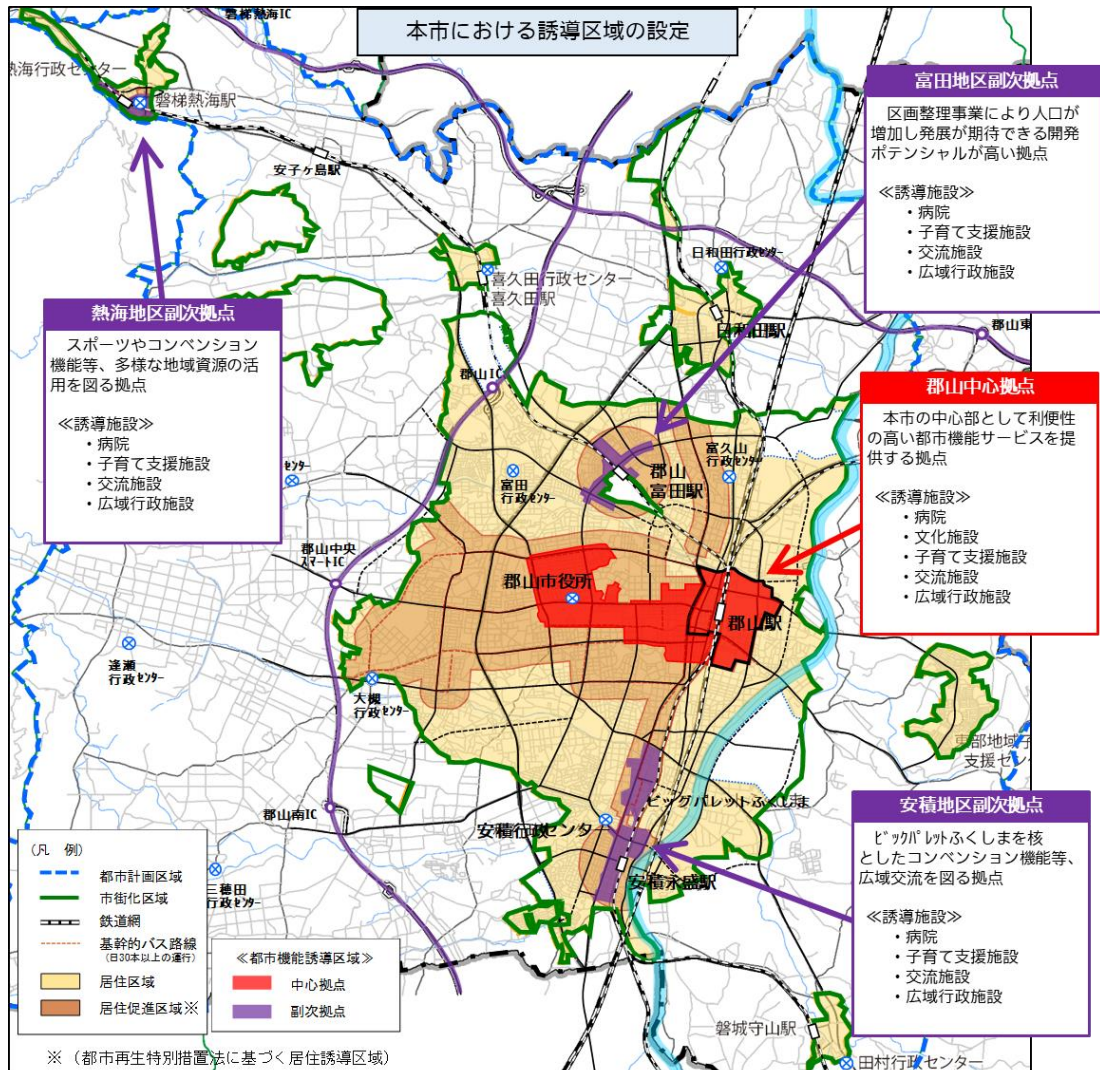 本市における誘導区域の設定
磐梯熱海IC
熱海行政センター
磐梯熱海駅
安子ヶ島駅
富田地区副次拠点
区画整理事業により人口が
増加し発展が期待できる開発
ポテンシャルが高い拠点
≪誘導施設≫
・病院
・子育て支援施設
・交流施設
・広域行政施設
日和田行政センター
喜久田行政センター
喜久田駅
日和田駅
郡山東
熱海地区副次拠点
スポーツやコンベンション
機能等、多様な地域資源の活
用を図る拠点
≪誘導施設≫
・病院
・子育て支援施設
・交流施設
・広域行政施設
郡山IC
郡山中心拠点
本市の中心部として利便性
の高い都市機能サービスを提
供する拠点
≪誘導施設≫
・病院
・文化施設
・子育て支援施設
・交流施設
・広域行政施設
富久山
行政センター
郡山
富田駅
富田
行政センター
センター
郡山中央
スマートIC
郡山市役所
郡山駅
逢瀬
行政センター
大槻
行政センター
東部地域子
支援セン
ビッグパレットふくしま
郡山南IC
安積行政センター
安積永盛駅
安積地区副次拠点
ビックパレットふくしまを核
としたコンベンション機能等、
広域交流を図る拠点
≪誘導施設≫
・病院
・子育て支援施設
・交流施設
・広域行政施設
三穂田
行政センター
(凡 例)
都市計画区域
市街化区域
鉄道網
基幹的バス路線
(日30本以上の運行)
居住区域
居住促進区域※
≪都市機能誘導区域≫
中心拠点
副次拠点
磐城守山駅
田村行政センター
※ (都市再生特別措置法に基づく居住誘導区域)